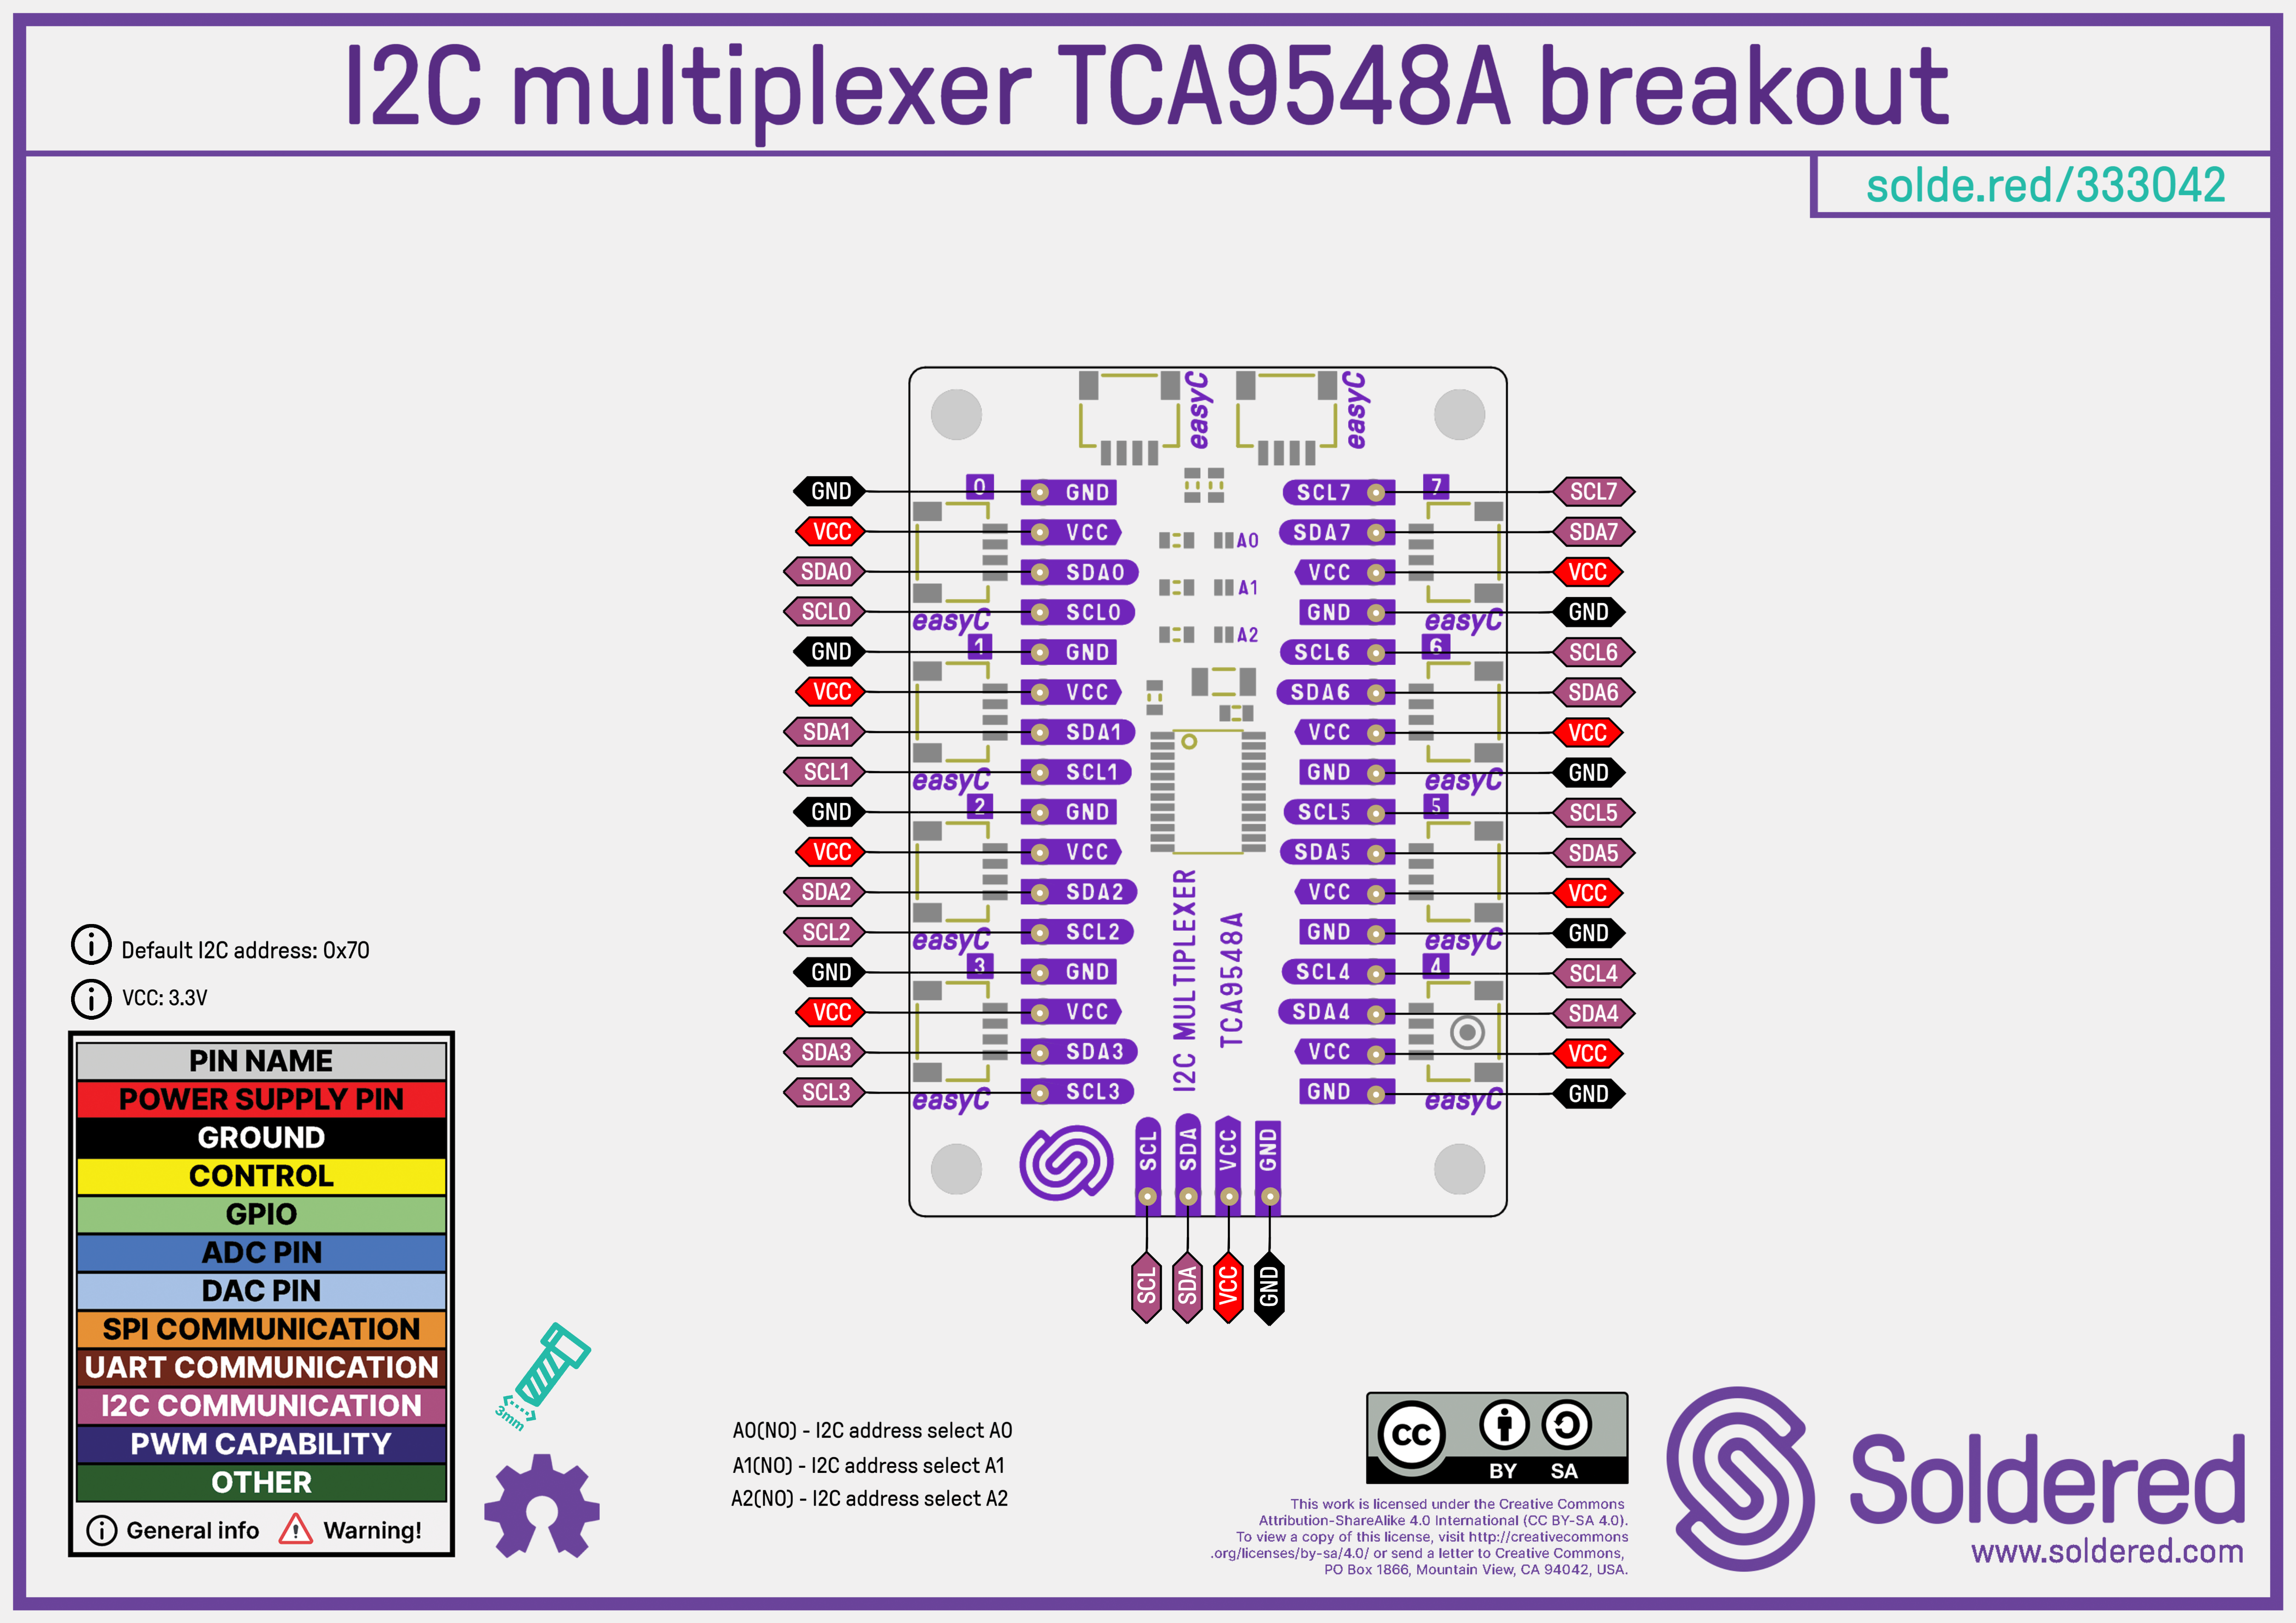 I2C multiplexer TCA9548A breakout
solde.red/333042
easyC
easyC
GND
0
GND
SCL7
7
SCL7
VCC
VCC
SDA7
SDA7
A0
SDA0
SDA0
VCC
VCC
A1
SCL0
SCL0
GND
GND
easyC
easyC
A2
GND
1
GND
SCL6
6
SCL6
VCC
VCC
SDA6
SDA6
SDA1
SDA1
VCC
VCC
SCL1
SCL1
GND
GND
easyC
easyC
GND
2
GND
SCL5
5
SCL5
VCC
VCC
SDA5
SDA5
SDA2
SDA2
VCC
VCC
SCL2
SCL2
GND
GND
easyC
easyC
GND
3
GND
SCL4
4
SCL4
VCC
VCC
SDA4
SDA4
SDA3
SDA3
VCC
VCC
SCL3
SCL3
GND
GND
easyC
easyC
I2C MULTIPLEXER
TCA9548A
SCL
SDA
VCC
GND
SCL
SDA
VCC
GND
Default I2C address: 0x70
VCC: 3.3V
PIN NAME
POWER SUPPLY PIN
GROUND
CONTROL
GPIO
ADC PIN
DAC PIN
SPI COMMUNICATION
UART COMMUNICATION
I2C COMMUNICATION
PWM CAPABILITY
OTHER
General info Warning!
3mm
A0(NO) - I2C address select A0
A1(NO) - I2C address select A1
A2(NO) - I2C address select A2
CC
BY SA
This work is licensed under the Creative Commons
Attribution-ShareAlike 4.0 International (CC BY-SA 4.0).
To view a copy of this license, visit http://creativecommons
.org/licenses/by-sa/4.0/ or send a letter to Creative Commons,
PO Box 1866, Mountain View, CA 94042, USA.
Soldered
www.soldered.com